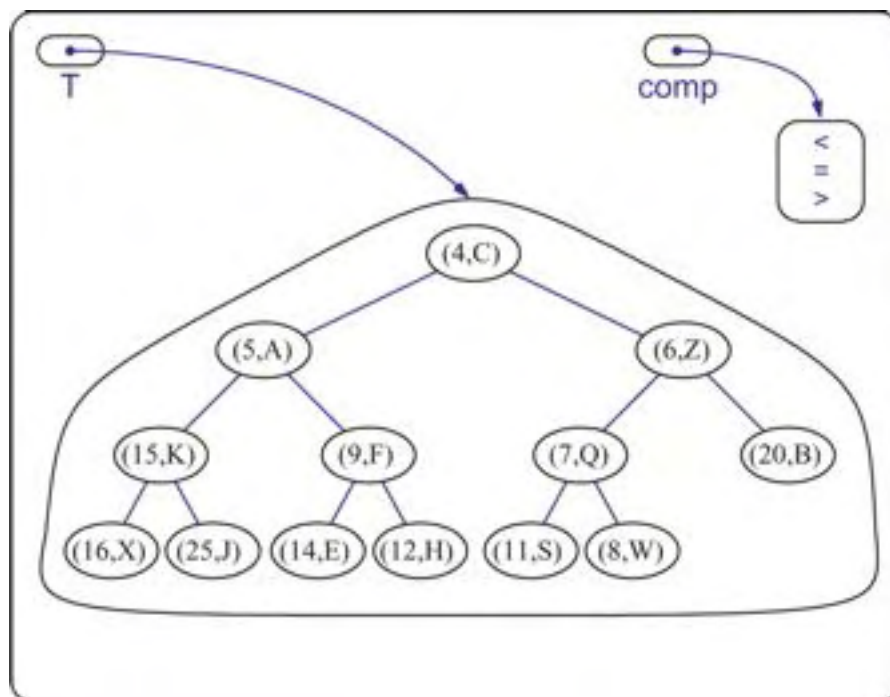 T
comp
<
=
>
(4,C)
(5,A) (6,Z)
(15,K) (9,F) (7,Q) (20,B)
(16,X) (25,J) (14,E) (12,H) (11,S) (8,W)